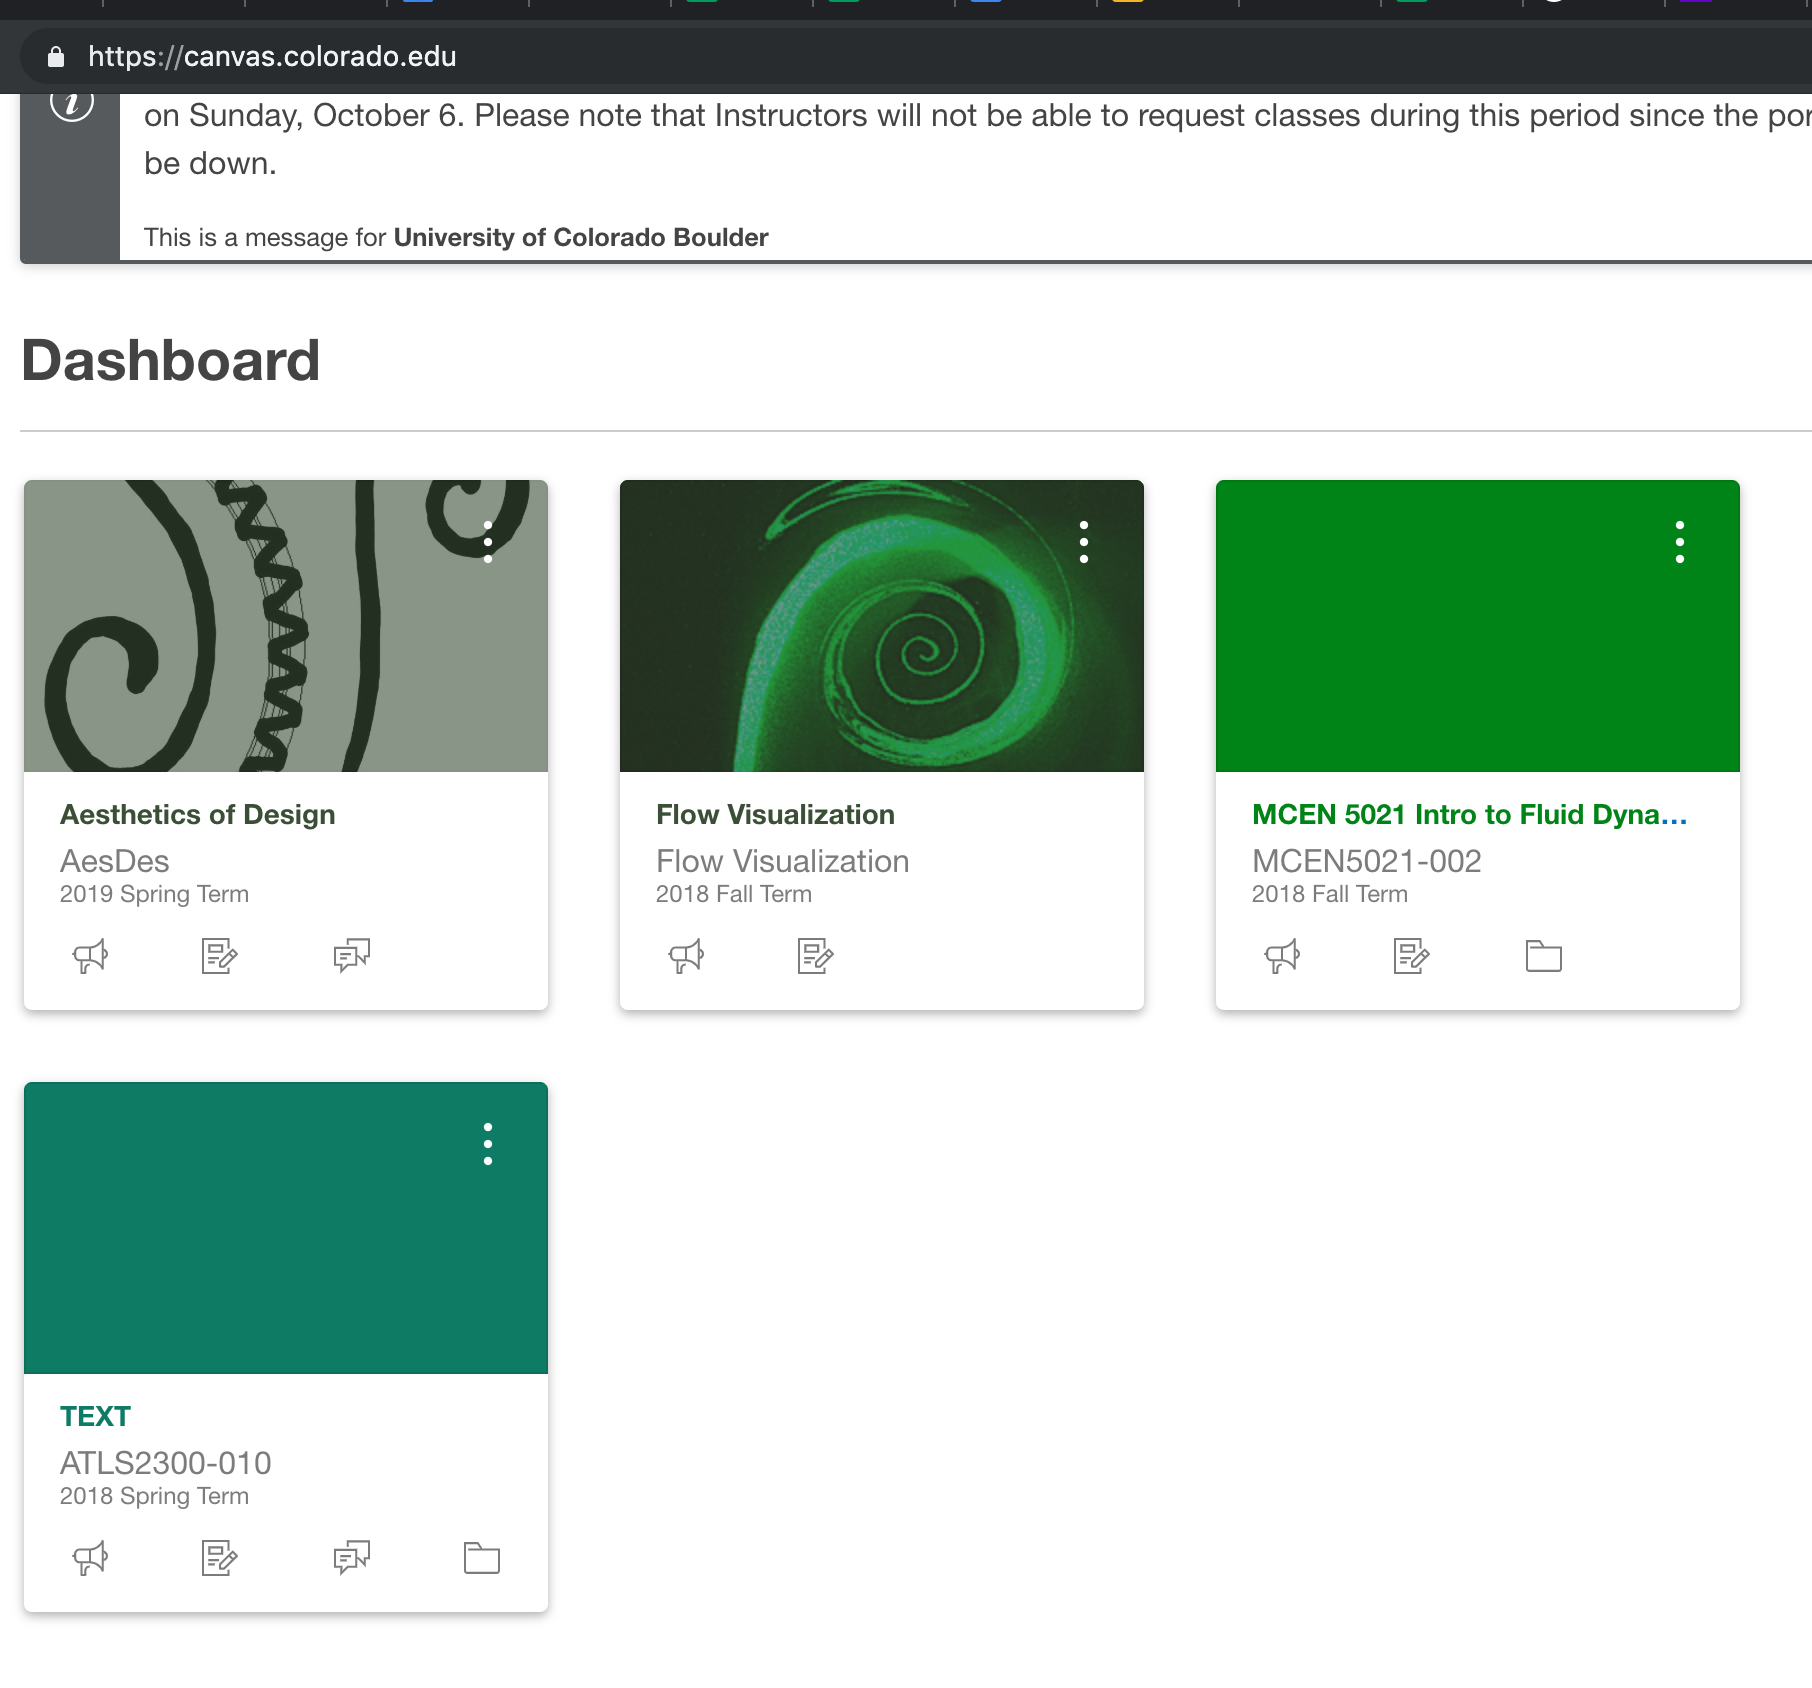 https://canvas.colorado.edu
on Sunday, October 6. Please note that Instructors will not be able to request classes during this period since the
be down.
This is a message for University of Colorado Boulder
Dashboard
Aesthetics of Design
AesDes
2019 Spring Term
Flow Visualization
Flow Visualization
2018 Fall Term
MCEN 5021 Intro to Fluid Dyna...
MCEN5021-002
2018 Fall Term
TEXT
ATLS2300-010
2018 Spring Term